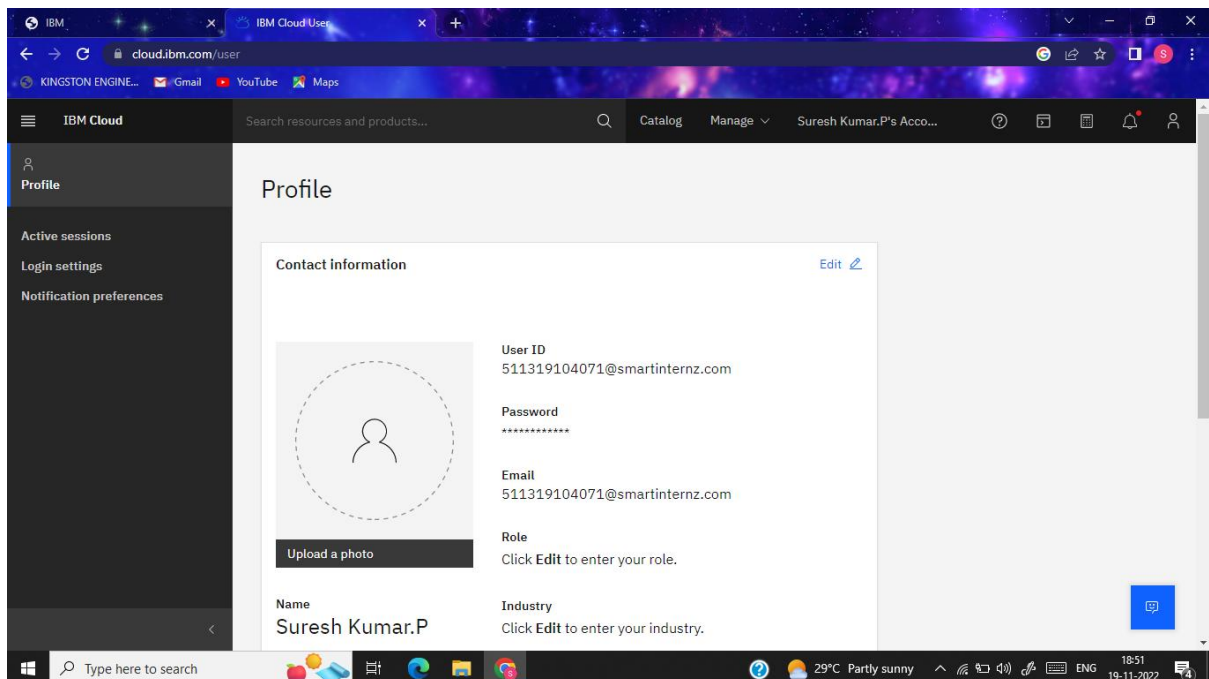 IBM
IBM Cloud User
cloud.ibm.com/user
S
KINGSTON ENGINE... Gmail YouTube Maps
IBM Cloud Search resources and products... Catalog Manage Suresh Kumar.P's Acco...
Profile
Profile
Active sessions
Login settings
Notification preferences
Contact information Edit
User ID
511319104071@smartinternz.com
Password
************
Email
511319104071@smartinternz.com
Role
Click Edit to enter your role.
Upload a photo
Name
Suresh Kumar.P
Industry
Click Edit to enter your industry.
Type here to search 29°C Partly sunny ENG 18:51
19-11-2022 4